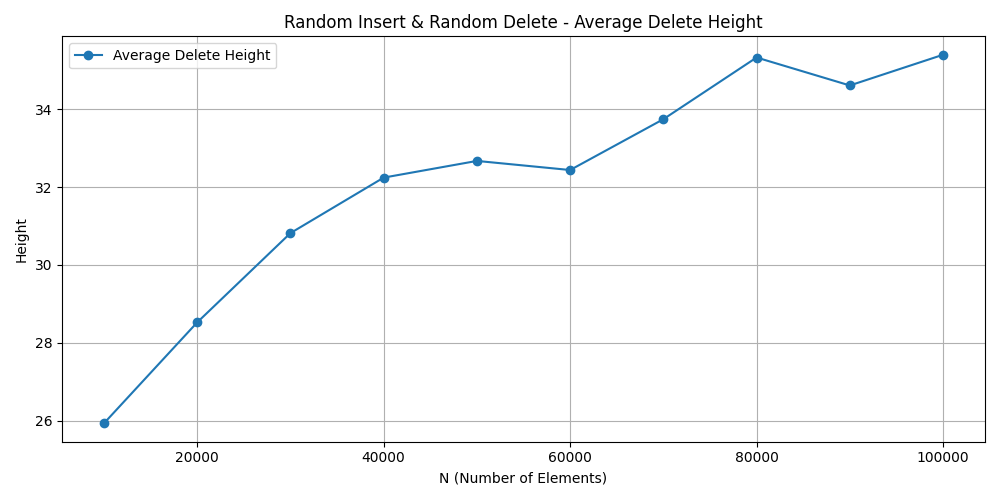 Random Insert & Random Delete - Average Delete Height
Average Delete Height
Height
34
32
30
28
26
20000 40000 60000 80000 100000
N (Number of Elements)